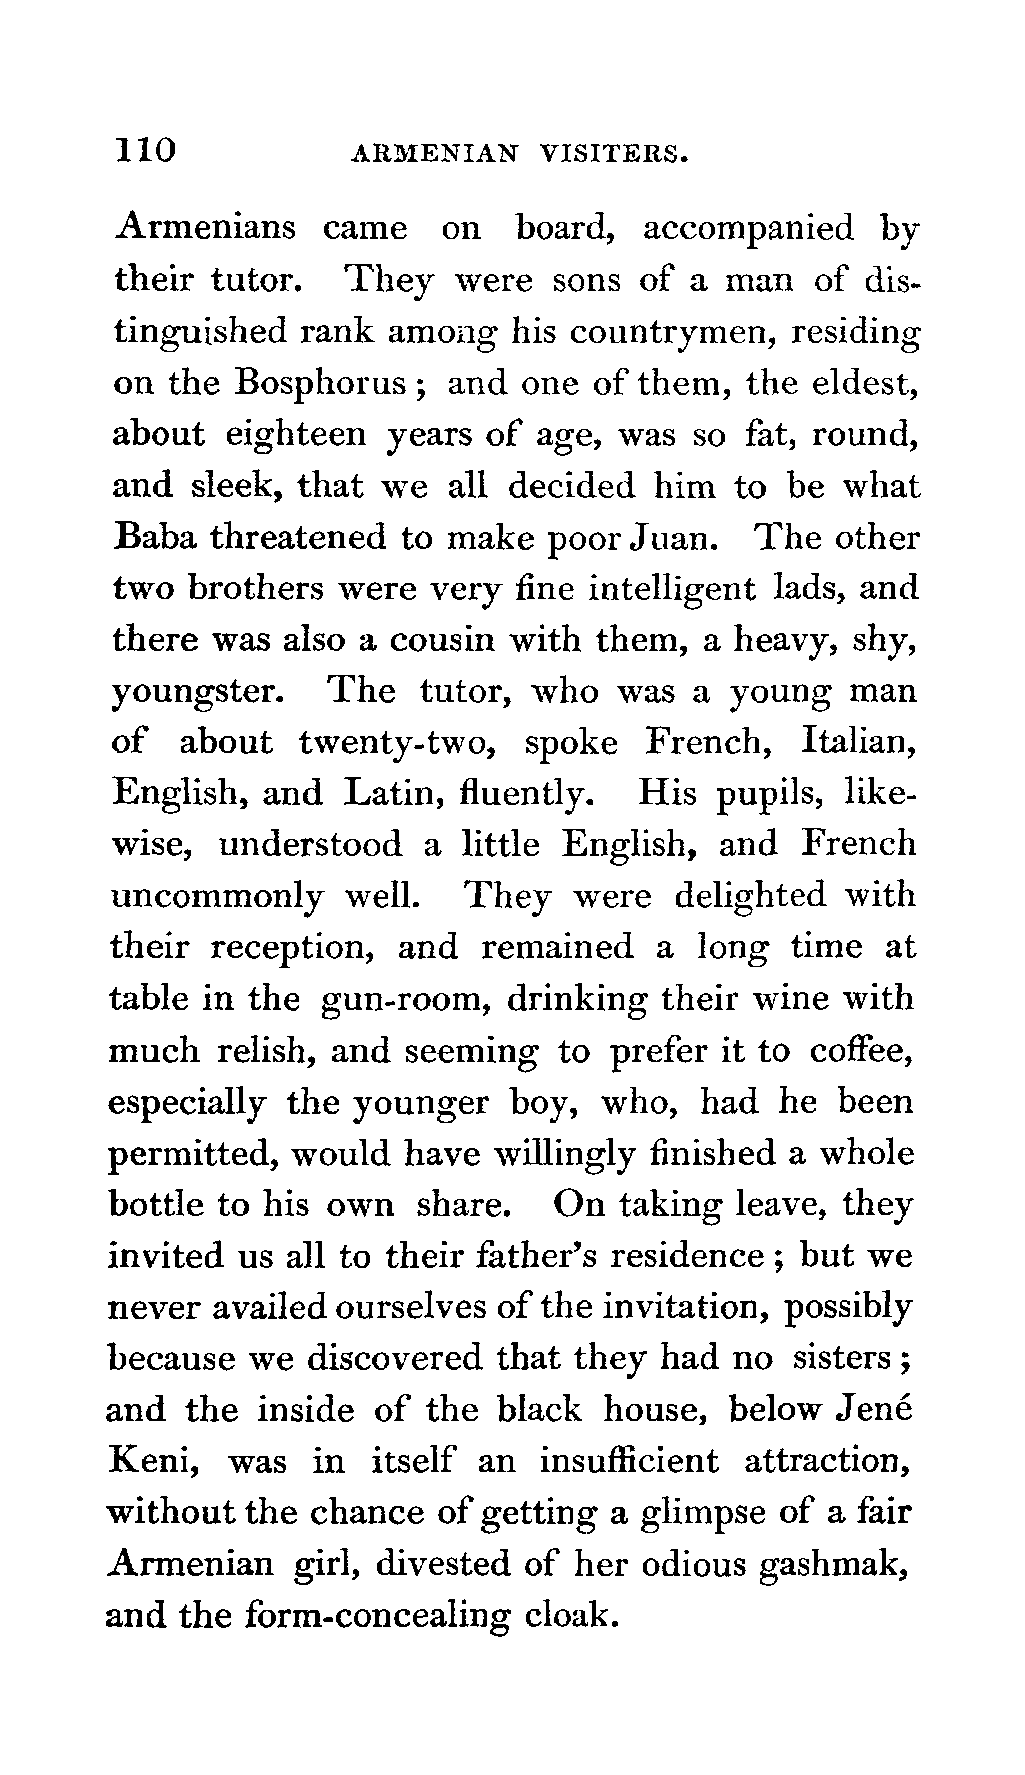 110 ARMENIAN VISITERS.
Armenians came on board, accompanied by
their tutor. They were sons of a man of dis-
tinguished rank among his countrymen, residing
on the Bosphorus; and one of them, the eldest,
about eighteen years of age, was so fat, round,
and sleek, that we all decided him to be what
Baba threatened to make poor Juan. The other
two brothers were very fine intelligent lads, and
there was also a cousin with them, a heavy, shy,
youngster. The tutor, who was a young man
of about twenty-two, spoke French, Italian,
English, and Latin, fluently. His pupils, like-
wise, understood a little English, and French
uncommonly well. They were delighted with
their reception, and remained a long time at
table in the gun-room, drinking their wine with
much relish, and seeming to prefer it to coffee,
especially the younger boy, who, had he been
permitted, would have willingly finished a whole
bottle to his own share. On taking leave, they
invited us all to their father's residence; but we
never availed ourselves of the invitation, possibly
because we discovered that they had no sisters;
and the inside of the black house, below Jené
Keni, was in itself an insufficient attraction,
without the chance of getting a glimpse of a fair
Armenian girl, divested of her odious gashmak,
and the form-concealing cloak.